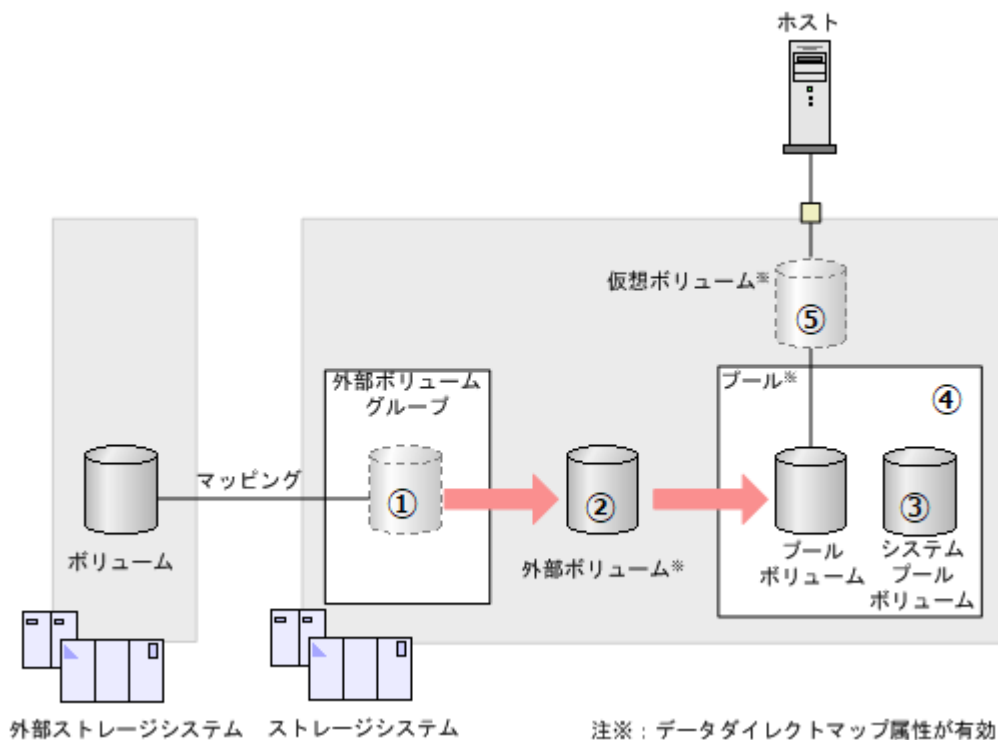 ホスト
仮想ボリューム※
⑤
外部ボリューム
グループ
プール※
④
マッピング
①
②
③
ボリューム
外部ボリューム※
プール
ボリューム
システム
プール
ボリューム
外部ストレージシステム
ストレージシステム
注※：データダイレクトマップ属性が有効